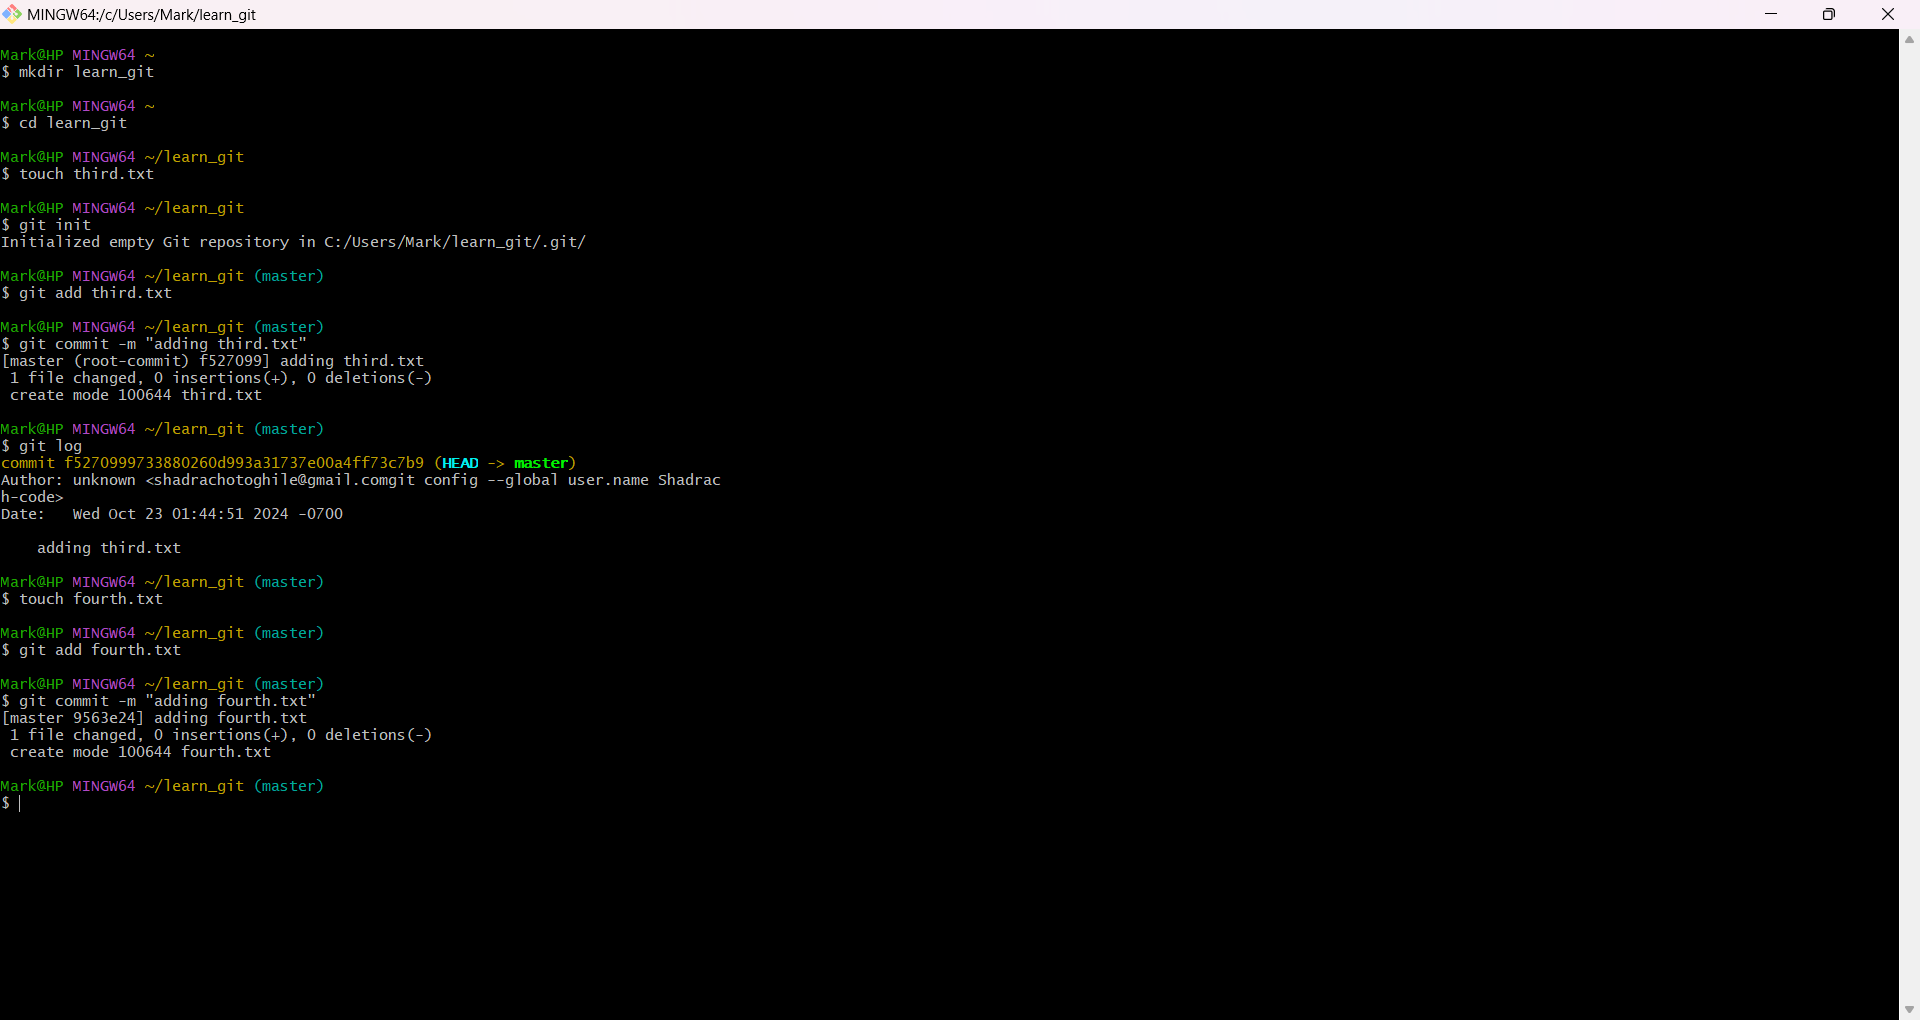 MINGW64:/c/Users/Mark/learn_git
Mark@HP MINGW64 ~
$ mkdir learn_git
Mark@HP MINGW64 ~
$ cd learn_git
Mark@HP MINGW64 ~/learn_git
$ touch third.txt
Mark@HP MINGW64 ~/learn_git
$ git init
Initialized empty Git repository in C:/Users/Mark/learn_git/.git/
Mark@HP MINGW64 ~/learn_git (master)
$ git add third.txt
Mark@HP MINGW64 ~/learn_git (master)
$ git commit -m "adding third.txt"
[master (root-commit) f527099] adding third.txt
 1 file changed, 0 insertions(+), 0 deletions(-)
 create mode 100644 third.txt
Mark@HP MINGW64 ~/learn_git (master)
$ git log
commit f5270999733880260d993a31737e00a4ff73c7b9 (HEAD -> master)
Author: unknown <shadrachotoghile@gmail.comgit config --global user.name Shadrac
h-code>
Date:   Wed Oct 23 01:44:51 2024 -0700
    adding third.txt
Mark@HP MINGW64 ~/learn_git (master)
$ touch fourth.txt
Mark@HP MINGW64 ~/learn_git (master)
$ git add fourth.txt
Mark@HP MINGW64 ~/learn_git (master)
$ git commit -m "adding fourth.txt"
[master 9563e24] adding fourth.txt
 1 file changed, 0 insertions(+), 0 deletions(-)
 create mode 100644 fourth.txt
Mark@HP MINGW64 ~/learn_git (master)
$